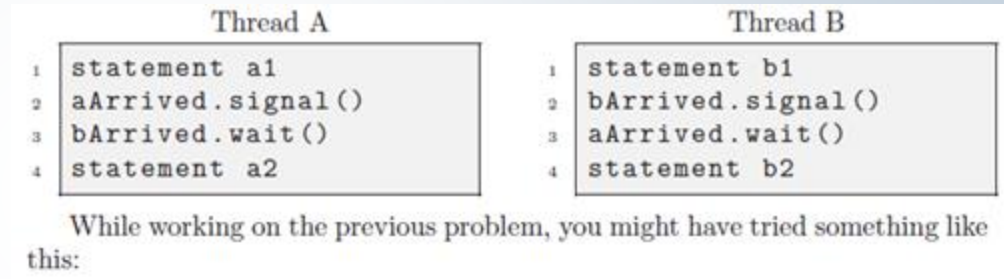 Thread A
1 statement a1
2 aArrived.signal()
3 bArrived.wait()
4 statement a2
Thread B
1 statement b1
2 bArrived.signal()
3 aArrived.wait()
4 statement b2
While working on the previous problem, you might have tried something like
this: